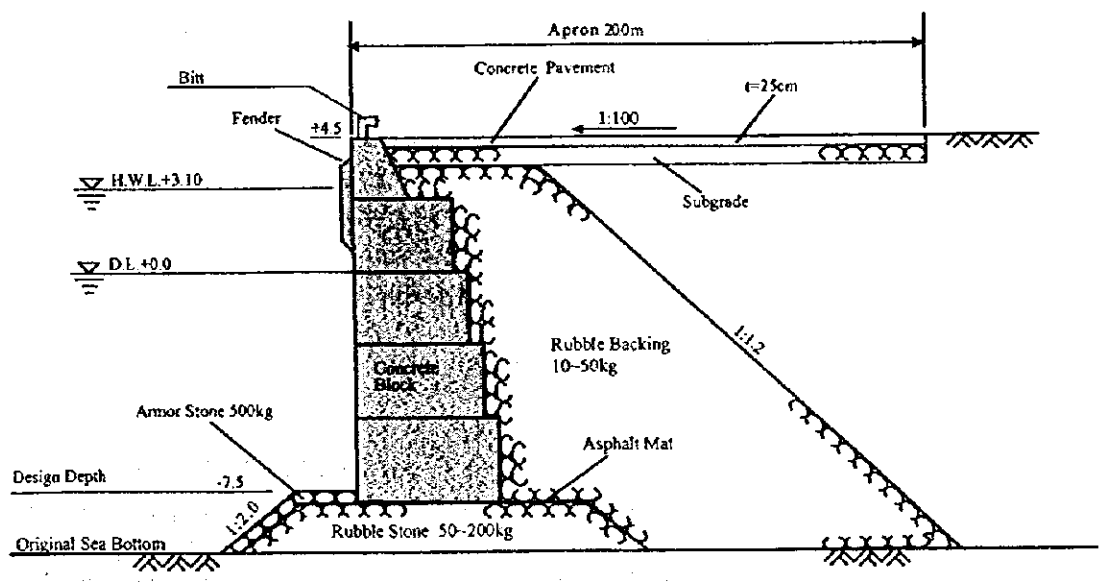 Apron 200m
Concrete Pavement
Bitt
t=25cm
Fender
+4.5
1:100
H.W.L.+3.10
Subgrade
D.L.+0.0
1:1.2
Rubble Backing
10~50kg
Concrete
Block
Armor Stone 500kg
Asphalt Mat
Design Depth
-7.5
1:2.0
Rubble Stone 50~200kg
Original Sea Bottom